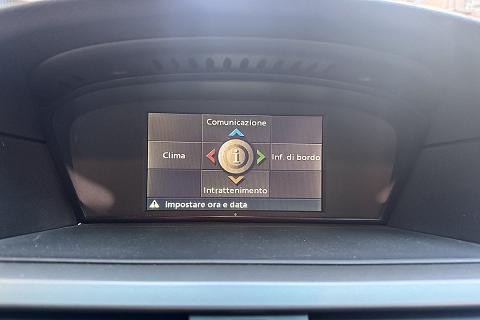 Comunicazione
Clima
i
Inf. di bordo
Intrattenimento
Impostare ora e data